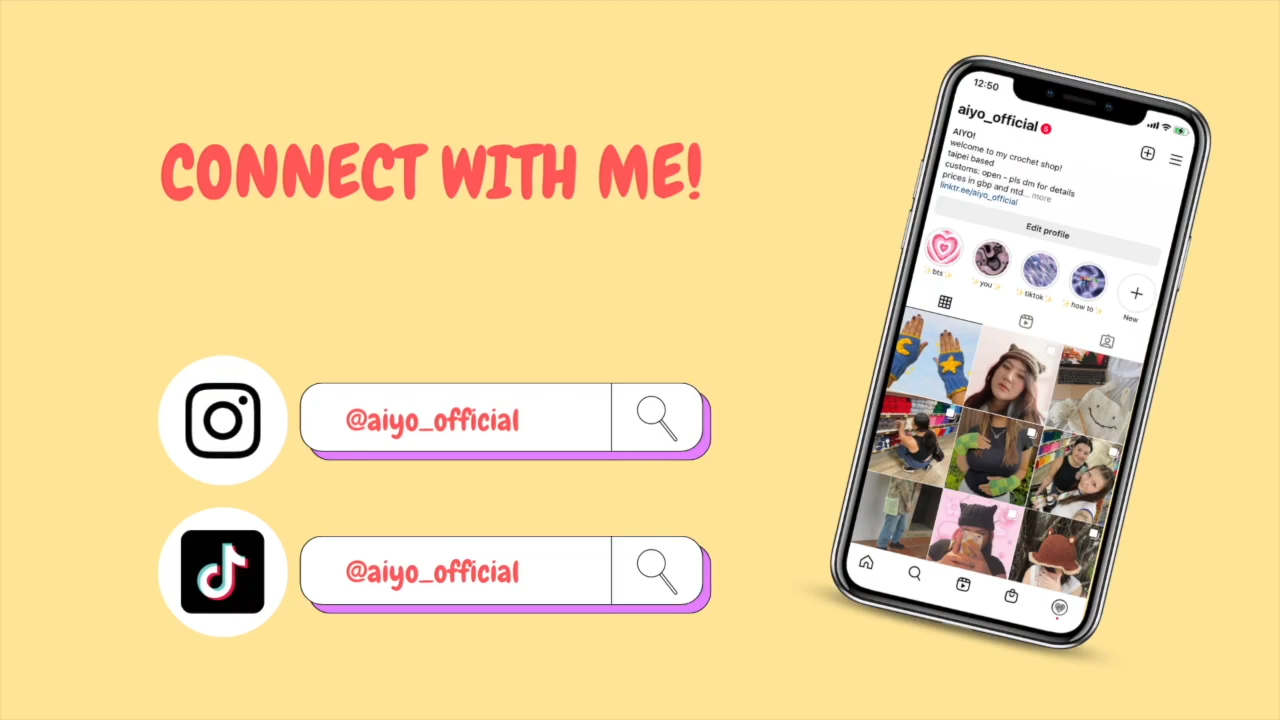 CONNECT WITH ME!
@aiyo_official
@aiyo_official
12:50
aiyo_official 5
AIYO!
welcome to my crochet shop!
taipei based
customs: open - pls dm for details
prices in gbp and ntd... more
linktr.ee/aiyo_official
Edit profile
✨bts✨
✨you✨
✨tiktok✨
✨how to✨
New